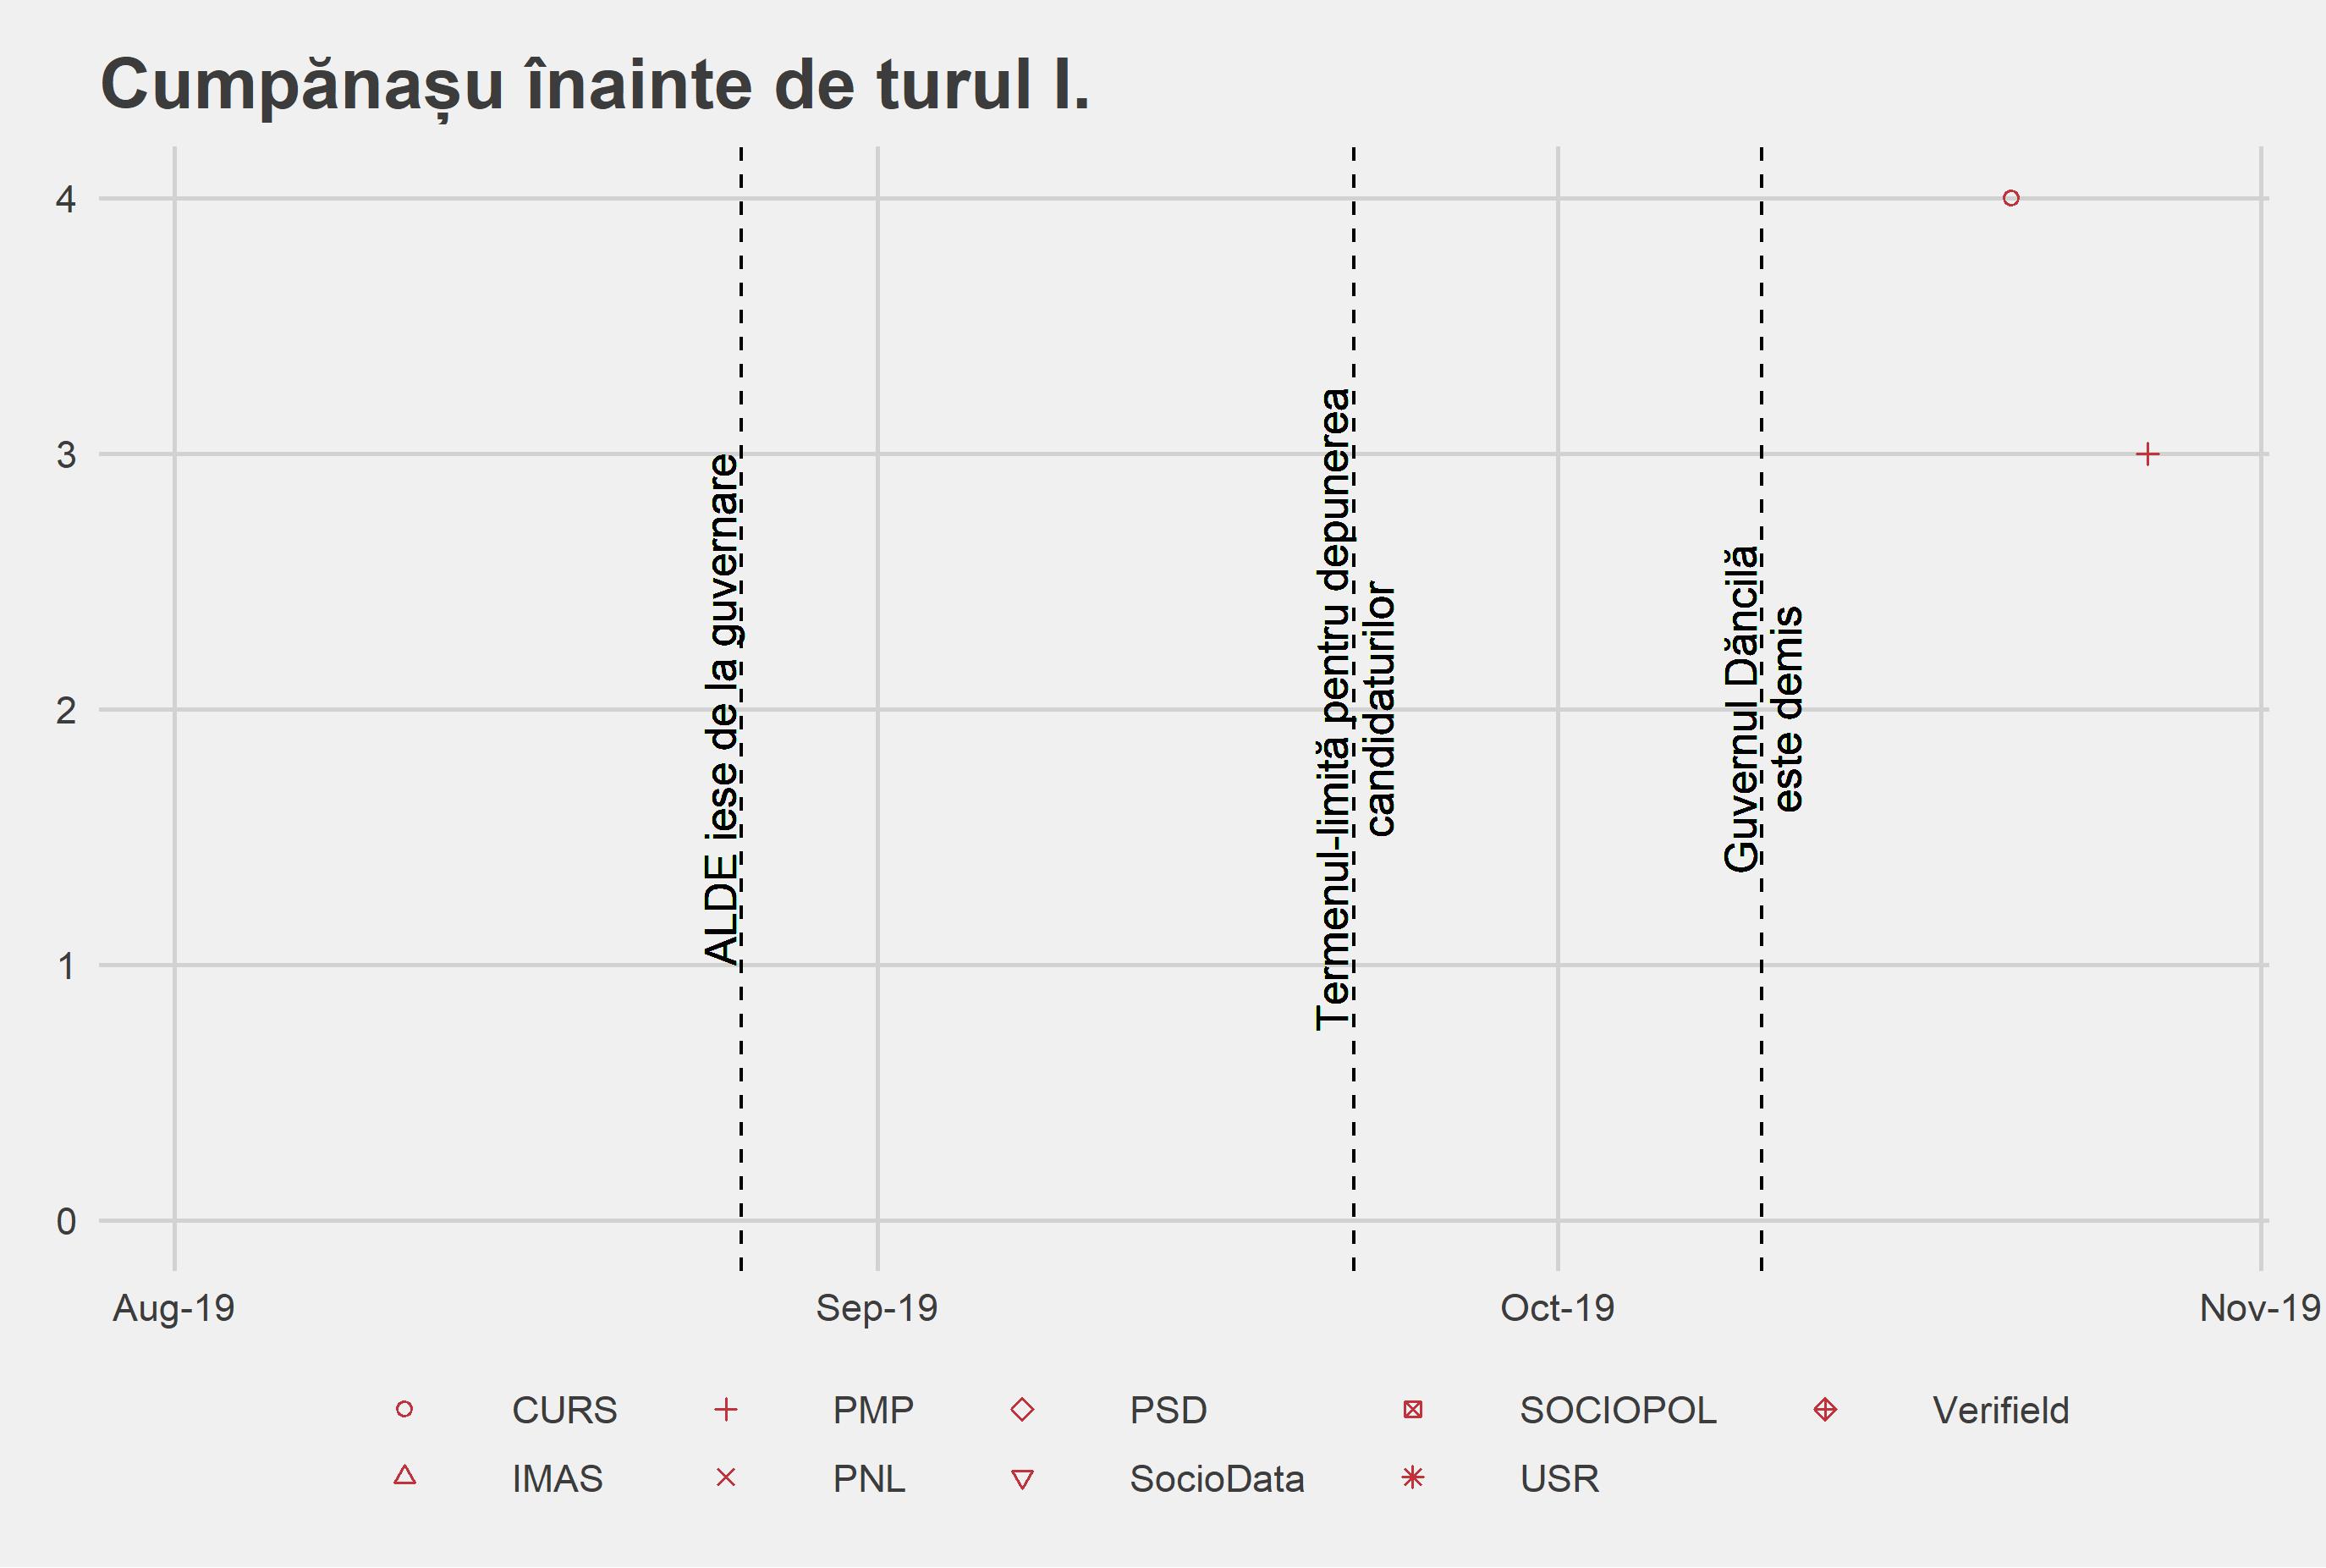 Cumpănașu înainte de turul I.
4
3
2
1
0
ALDE iese de la guvernare
Termenul-limită pentru depunerea
candidaturilor
Guvernul Dăncilă
este demis
Aug-19
Sep-19
Oct-19
Nov-19
CURS
PMP
PSD
SOCIOPOL
Verifield
IMAS
PNL
SocioData
USR